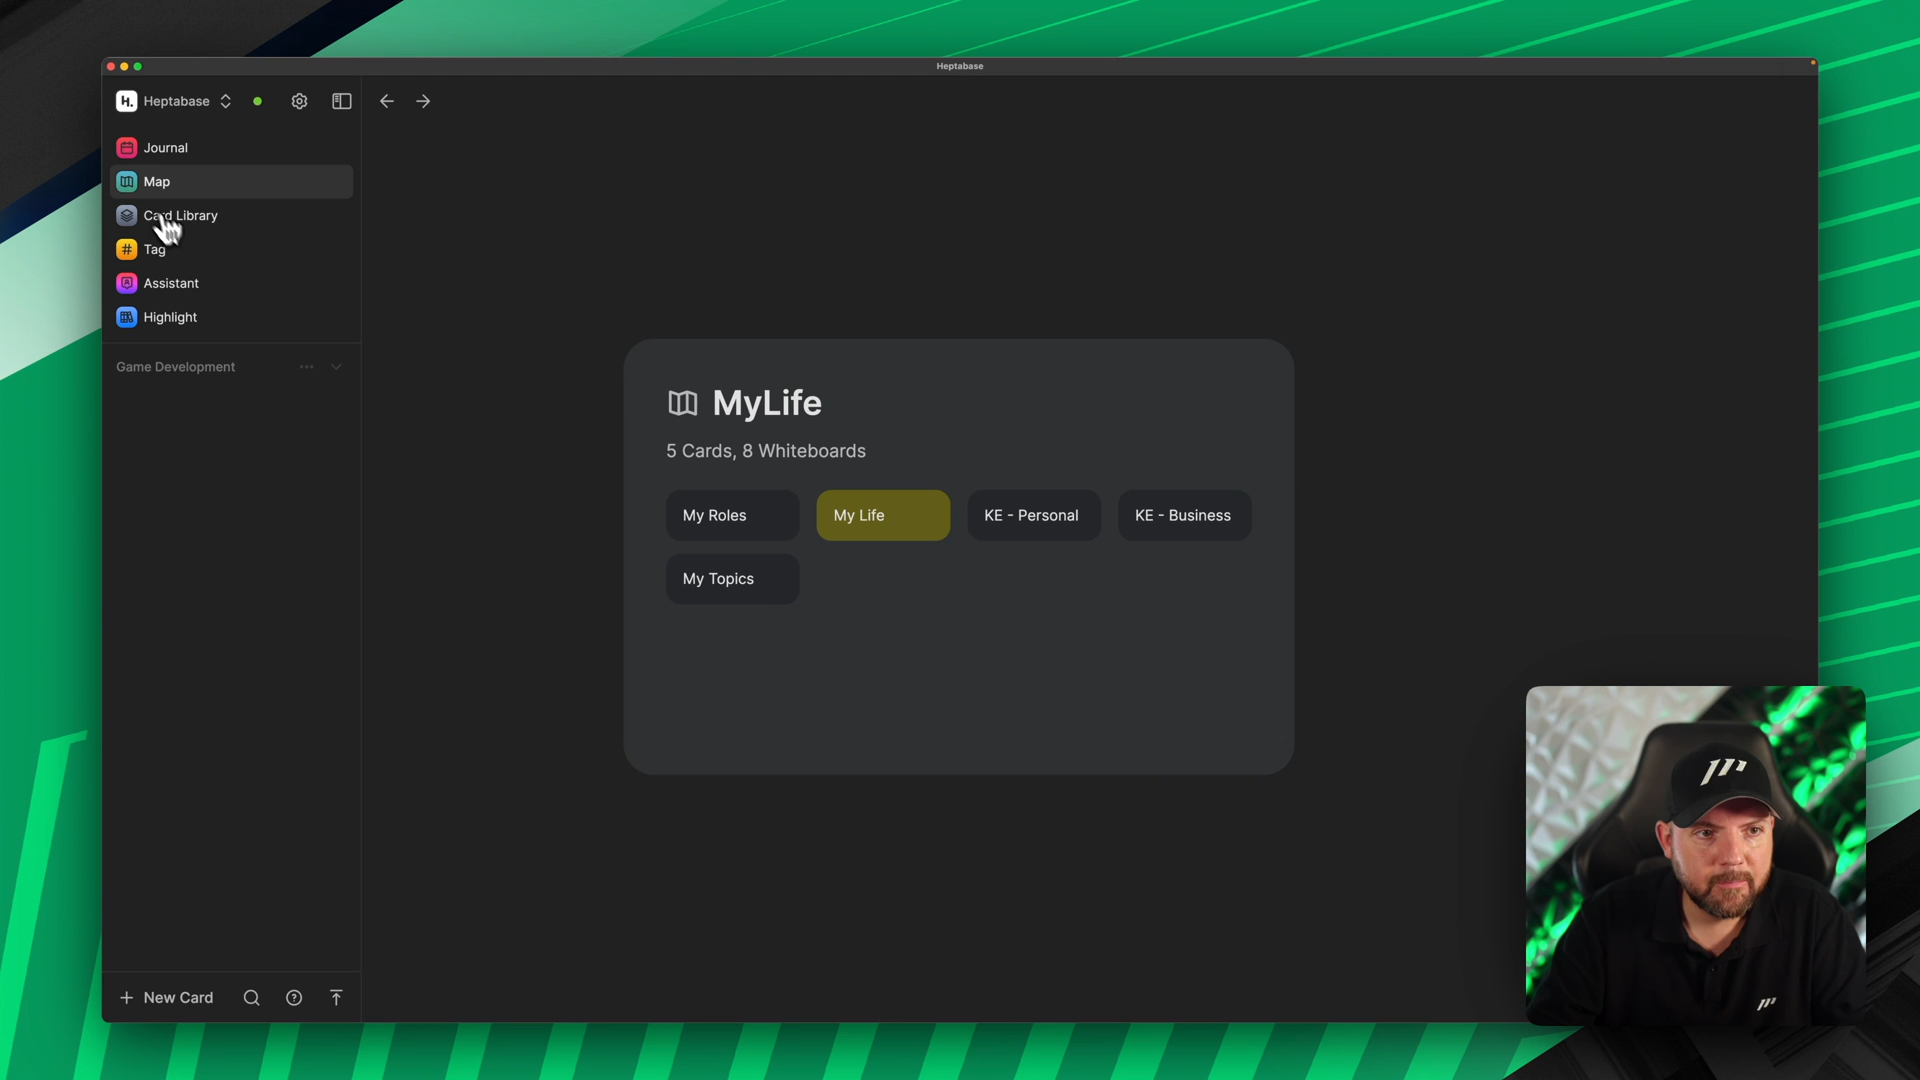 Heptabase
Heptabase
Journal
Map
Card Library
Tag
Assistant
Highlight
Game Development
MyLife
5 Cards, 8 Whiteboards
My Roles
My Life
KE - Personal
KE - Business
My Topics
New Card